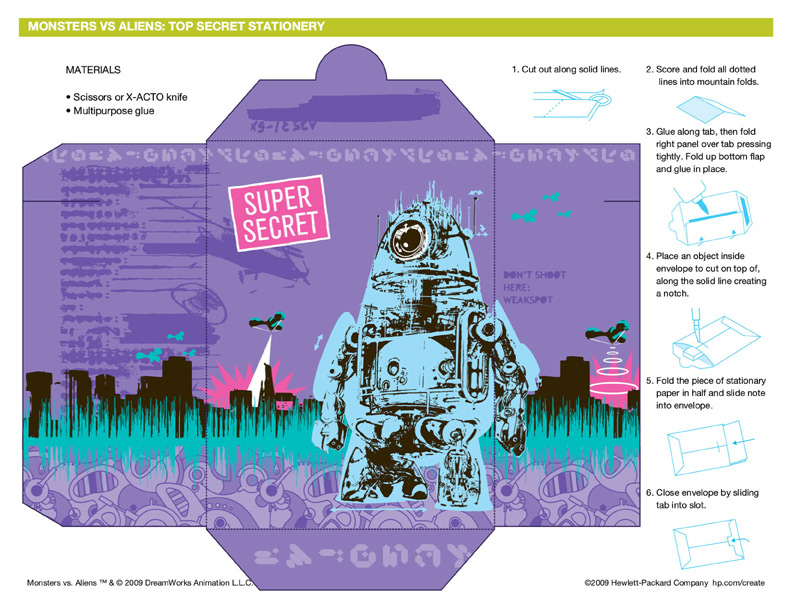 MONSTERS VS ALIENS: TOP SECRET STATIONERY
MATERIALS
• Scissors or X-ACTO knife
• Multipurpose glue
1. Cut out along solid lines.
2. Score and fold all dotted
lines into mountain folds.
3. Glue along tab, then fold
right panel over tab pressing
tightly. Fold up bottom flap
and glue in place.
4. Place an object inside
envelope to cut on top of,
along the solid line creating
a notch.
5. Fold the piece of stationary
paper in half and slide note
into envelope.
6. Close envelope by sliding
tab into slot.
SUPER
SECRET
DON'T SHOOT
HERE:
WEAKSPOT
Monsters vs. Aliens ™ & © 2009 DreamWorks Animation L.L.C.
©2009 Hewlett-Packard Company hp.com/create